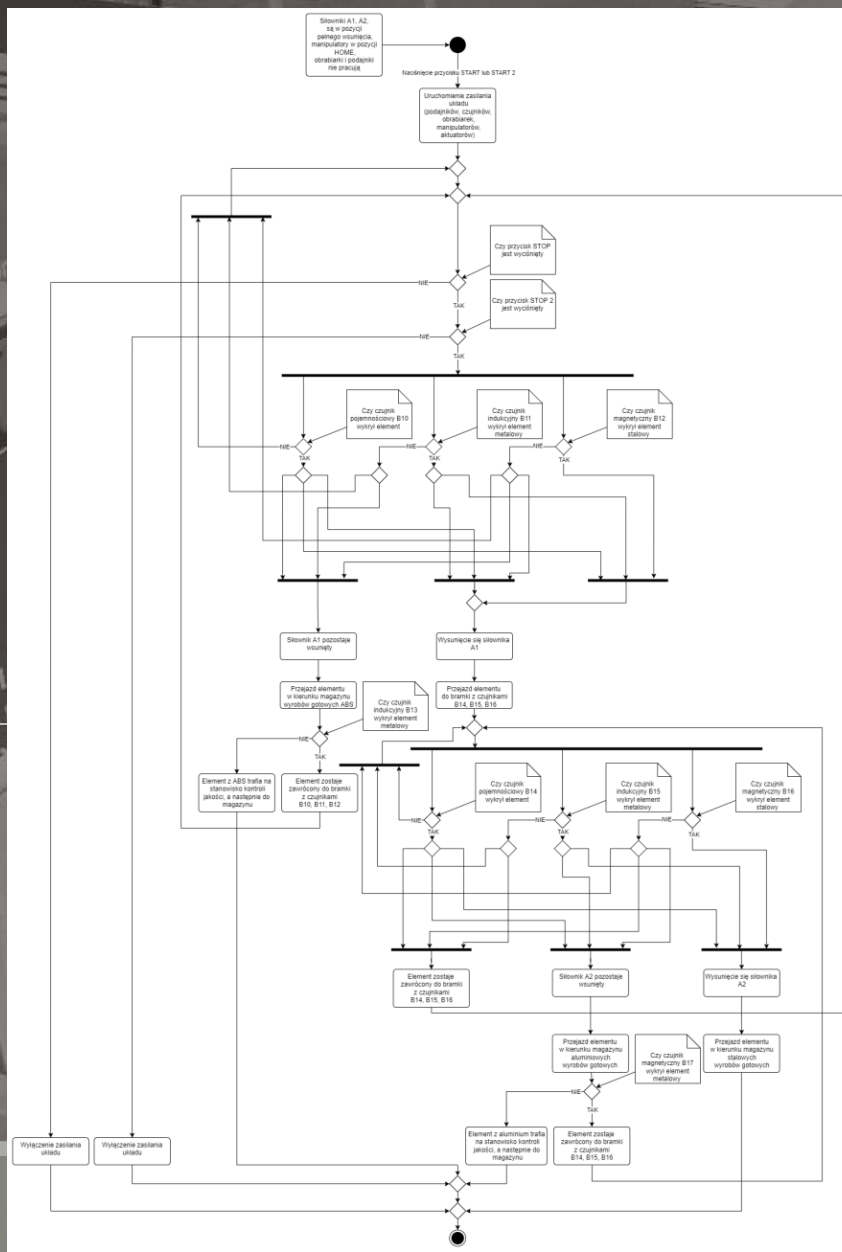 Siłowniki A1, A2,
są w pozycji
pełnego wsunięcia,
manipulatory w pozycji
HOME,
obrabiarki i podajniki
nie pracują
Naciśnięcie przycisku START lub START 2
Uruchomienie zasilania
układu
(podajników, czujników,
obrabiarek,
manipulatorów,
aktuatorów)
Czy przycisk STOP
jest wyciśnięty
NIE
TAK
Czy przycisk STOP 2
jest wyciśnięty
NIE
TAK
Czy czujnik
pojemnościowy B10
wykrył element
Czy czujnik
indukcyjny B11
wykrył element
metalowy
Czy czujnik
magnetyczny B12
wykrył element
stalowy
NIE
TAK
NIE
TAK
NIE
TAK
Siłownik A1 pozostaje
wsunięty
Wysunięcie się siłownika
A1
Przejazd elementu
w kierunku magazynu
wyrobów gotowych ABS
Przejazd elementu
do bramki z czujnikami
B14, B15, B16
Czy czujnik
indukcyjny B13
wykrył element
metalowy
NIE
TAK
Element z ABS trafia na
stanowisko kontroli
jakości, a następnie do
magazynu
Element zostaje
zawrócony do bramki
z czujnikami
B10, B11, B12
Czy czujnik
pojemnościowy B14
wykrył element
Czy czujnik
indukcyjny B15
wykrył element
metalowy
Czy czujnik
magnetyczny B16
wykrył element
stalowy
NIE
TAK
NIE
TAK
NIE
TAK
Element zostaje
zawrócony do bramki
z czujnikami
B14, B15, B16
Siłownik A2 pozostaje
wsunięty
Wysunięcie się siłownika
A2
Przejazd elementu
w kierunku magazynu
aluminiowych
wyrobów gotowych
Przejazd elementu
w kierunku magazynu
stalowych
wyrobów gotowych
Czy czujnik
magnetyczny B17
wykrył element
metalowy
NIE
TAK
Wyłączenie zasilania
układu
Wyłączenie zasilania
układu
Element z aluminium trafia
na stanowisko kontroli
jakości, a następnie do
magazynu
Element zostaje
zawrócony do bramki
z czujnikami
B14, B15, B16